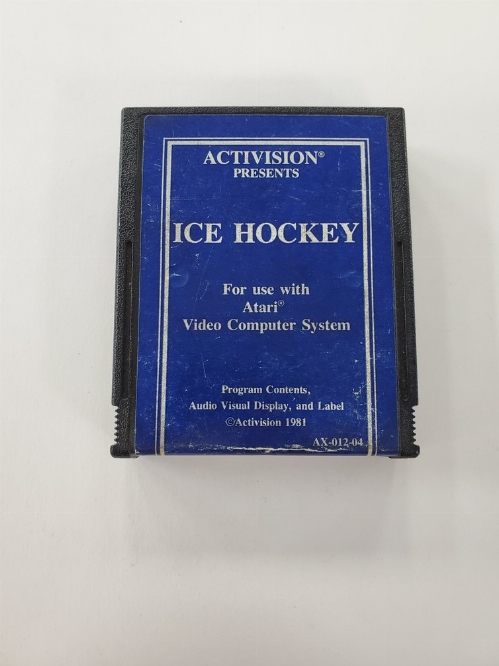 ACTIVISION®
PRESENTS
ICE HOCKEY
For use with
Atari®
Video Computer System
Program Contents,
Audio Visual Display, and Label
©Activision 1981
AX-012-04